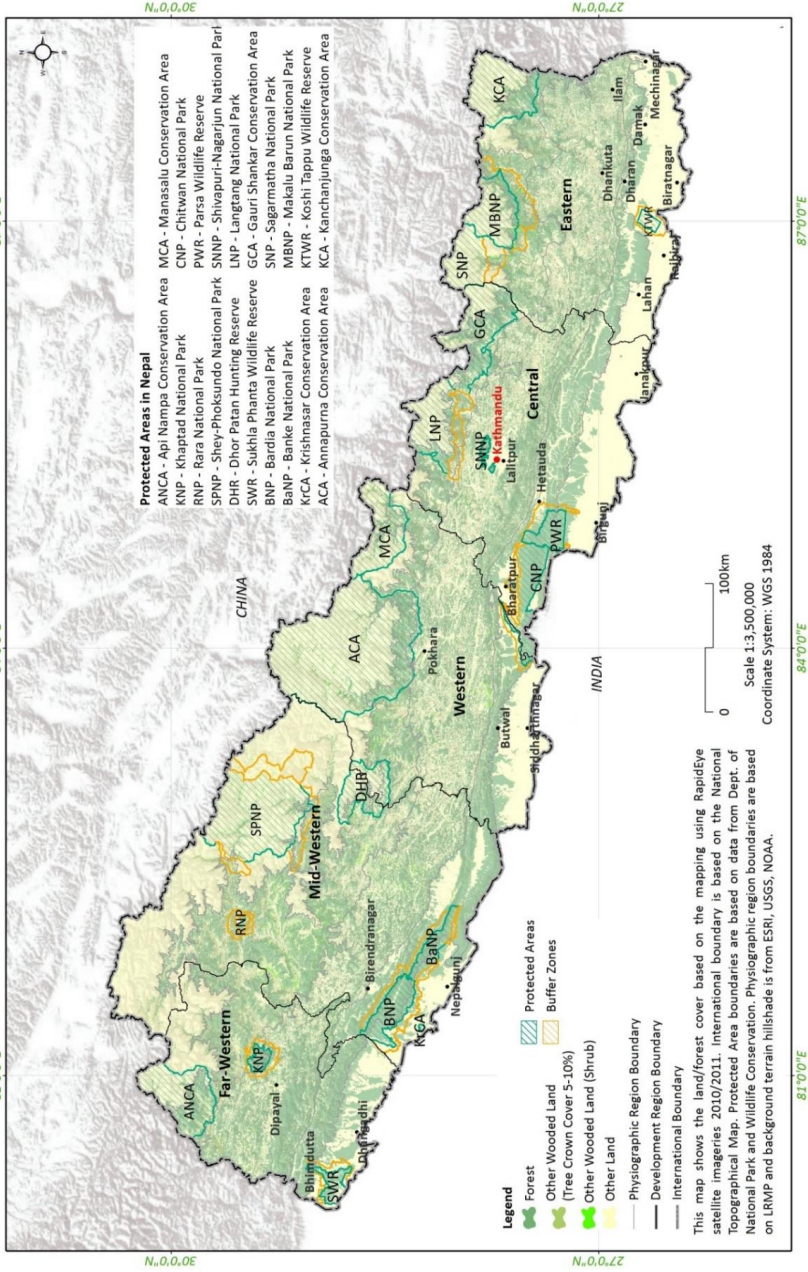 30°0'0"N
27°0'0"N
Protected Areas in Nepal
ANCA - Api Nampa Conservation Area
KNP - Khaptad National Park
RNP - Rara National Park
SPNP - Shey-Phoksundo National Park
DHR - Dhor Patan Hunting Reserve
SWR - Sukhla Phanta Wildlife Reserve
BNP - Bardia National Park
BaNP - Banke National Park
KrCA - Krishnasar Conservation Area
ACA - Annapurna Conservation Area
MCA - Manasalu Conservation Area
CNP - Chitwan National Park
PWR - Parsa Wildlife Reserve
SNNP - Shivapuri-Nagarjun National Park
LNP - Langtang National Park
GCA - Gauri Shankar Conservation Area
SNP - Sagarmatha National Park
MBNP - Makalu Barun National Park
KTWR - Koshi Tappu Wildlife Reserve
KCA - Kanchanjunga Conservation Area
N
E
S
W
CHINA
ANCA
Far-Western
KNP
Dipayal
Bhimdutta
SWR
Dhangadhi
RNP
SPNP
Mid-Western
DHR
Birendranagar
BNP
BaNP
KrCA
Nepalgunj
ACA
MCA
Pokhara
Western
Butwal
Siddharthnagar
Bharatpur
CNP
PWR
Hetauda
Birgunj
LNP
SNNP
Kathmandu
Lalitpur
Central
GCA
Janakpur
SNP
MBNP
KCA
Eastern
Dhankuta
Dharan
Ilam
Damak
Mechinagar
Biratnagar
KTWR
Rajbiraj
Lahan
INDIA
Legend
Forest
Other Wooded Land
(Tree Crown Cover 5-10%)
Other Wooded Land (Shrub)
Other Land
Physiographic Region Boundary
Development Region Boundary
International Boundary
Protected Areas
Buffer Zones
This map shows the land/forest cover based on the mapping using RapidEye
satellite imageries 2010/2011. International boundary is based on the National
Topographical Map. Protected Area boundaries are based on data from Dept. of
National Park and Wildlife Conservation. Physiographic region boundaries are based
on LRMP and background terrain hillshade is from ESRI, USGS, NOAA.
0 100km
Scale 1:3,500,000
Coordinate System: WGS 1984
30°0'0"N
27°0'0"N
81°0'0"E
84°0'0"E
87°0'0"E